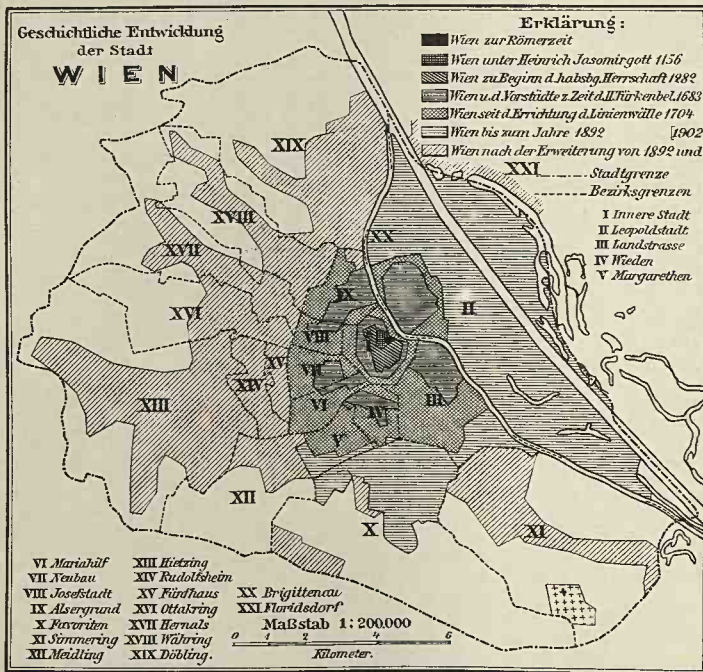 Geschichtliche Entwicklung
der Stadt
WIEN
Erklärung:
Wien zur Römerzeit
Wien unter Heinrich Jasomirgott 1156
Wien zu Beginn d. habsbg. Herrschaft 1282
Wien u. d. Vorstädte z. Zeit d. II. Türkenbel. 1683
Wien seit d. Errichtung d. Linienwälle 1704
Wien bis zum Jahre 1892 [1902
Wien nach der Erweiterung von 1892 und
Stadtgrenze
Bezirksgrenzen
I Innere Stadt
II Leopoldstadt
III Landstrasse
IV Wieden
V Margarethen
XXI
XIX
XVIII
XX
XVII
IX
II
XVI
VIII
I
XV
VII
XIV
XIII
VI
III
IV
V
XII
X
XI
VI Mariahilf
VII Neubau
VIII Josefstadt
IX Alsergrund
X Favoriten
XI Simmering
XII Meidling
XIII Hietzing
XIV Rudolfsheim
XV Fünfhaus
XVI Ottakring
XVII Hernals
XVIII Währing
XIX Döbling.
XX Brigittenau
XXI Floridsdorf
Maßstab 1:200.000
0 2 4 6
Kilometer.